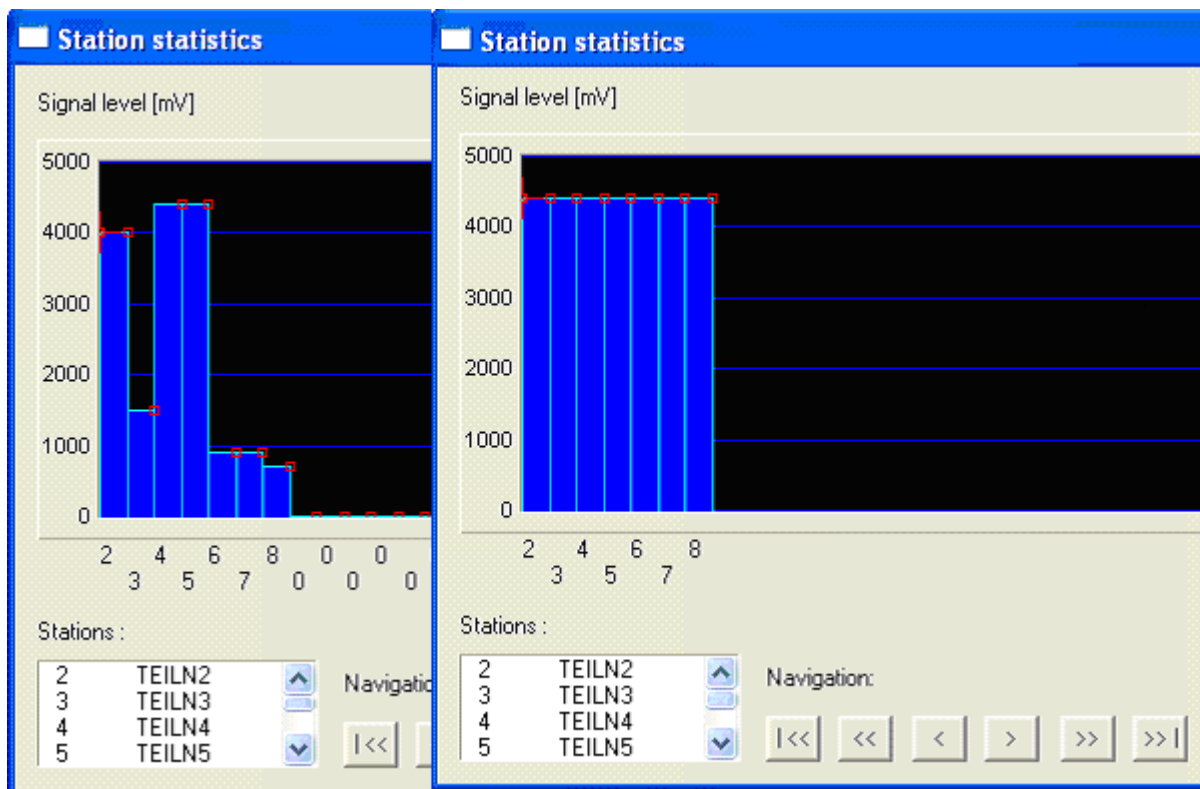 Station statistics
Signal level [mV]
5000
4000
3000
2000
1000
0
2 4 6 8 0 0
3 5 7 0 0 0
Stations :
2 TEILN2
3 TEILN3
4 TEILN4
5 TEILN5
Navigatio
|<<
Station statistics
Signal level [mV]
5000
4000
3000
2000
1000
0
2 4 6 8
3 5 7
Stations :
2 TEILN2
3 TEILN3
4 TEILN4
5 TEILN5
Navigation:
|<< << < > >> >>|